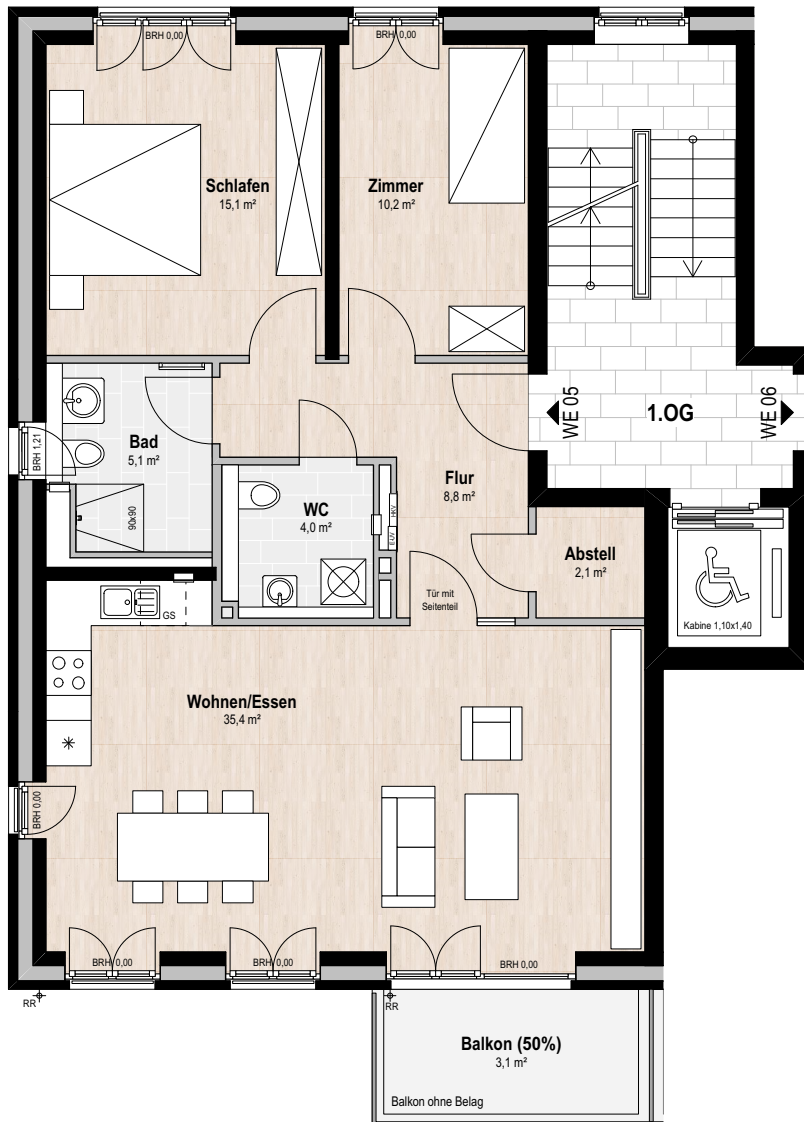 BRH 0,00
BRH 0,00
Schlafen
15,1 m²
Zimmer
10,2 m²
WE 05
1.OG
WE 06
BRH 1,21
Bad
5,1 m²
90x90
Flur
8,8 m²
WC
4,0 m²
HKV
E-UV
Abstell
2,1 m²
Tür mit
Seitenteil
Kabine 1,10x1,40
GS
Wohnen/Essen
35,4 m²
BRH 0,00
BRH 0,00
BRH 0,00
BRH 0,00
RR
RR
Balkon (50%)
3,1 m²
Balkon ohne Belag